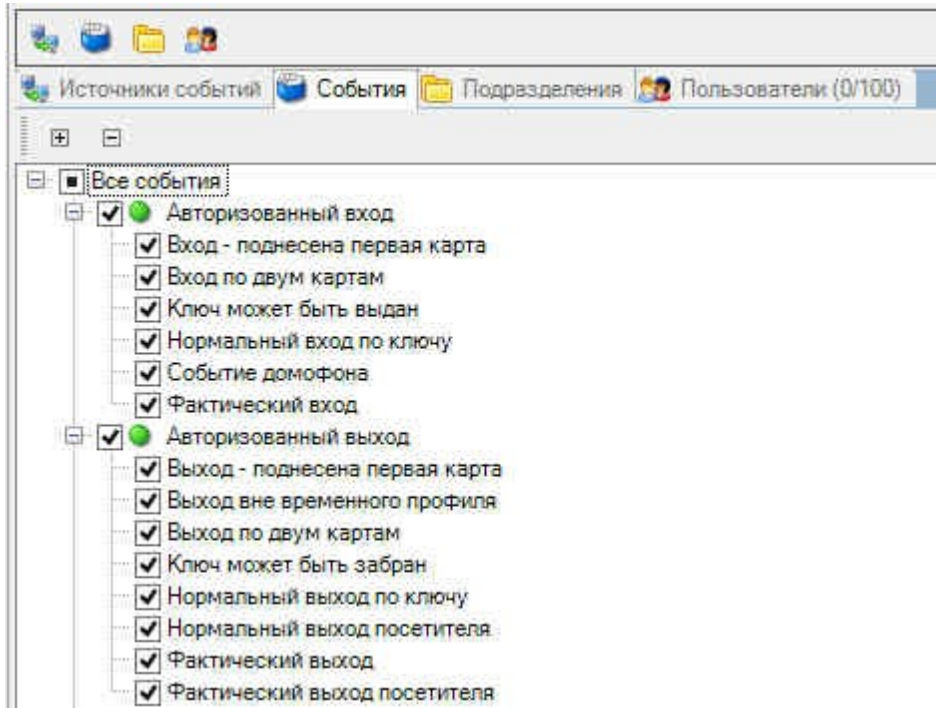 Источники событий События Подразделения Пользователи (0/100)
Все события
Авторизованный вход
Вход - поднесена первая карта
Вход по двум картам
Ключ может быть выдан
Нормальный вход по ключу
Событие домофона
Фактический вход
Авторизованный выход
Выход - поднесена первая карта
Выход вне временного профиля
Выход по двум картам
Ключ может быть забран
Нормальный выход по ключу
Нормальный выход посетителя
Фактический выход
Фактический выход посетителя